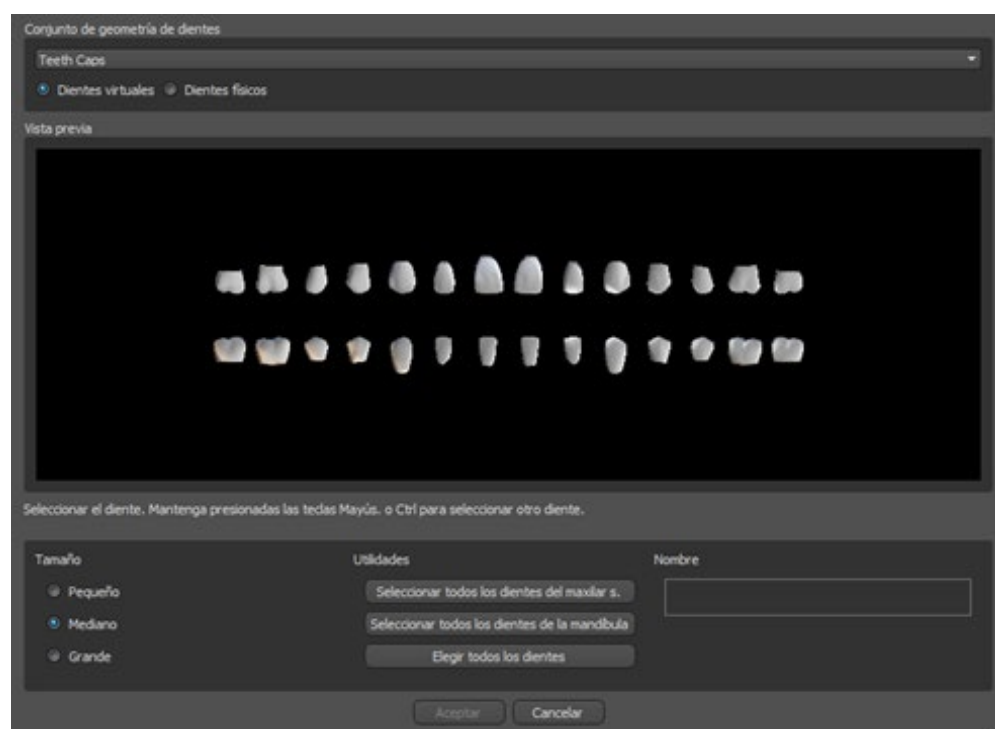 Conjunto de geometría de dientes
Teeth Caps
Dientes virtuales Dientes físicos
Vista previa
Seleccionar el diente. Mantenga presionadas las teclas Mayús. o Ctrl para seleccionar otro diente.
Tamaño Utilidades Nombre
Pequeño Seleccionar todos los dientes del maxilar s.
Mediano Seleccionar todos los dientes de la mandíbula
Grande Elegir todos los dientes
Aceptar Cancelar